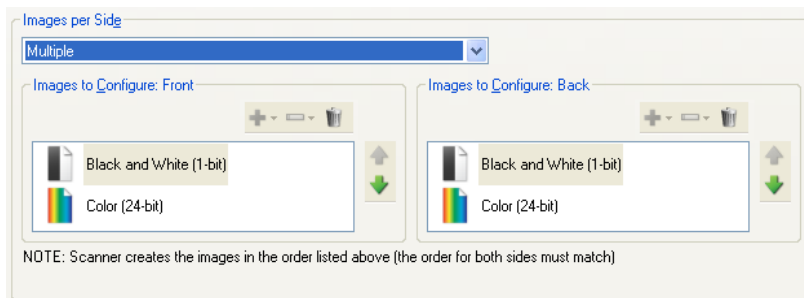 Images per Side
Multiple
Images to Configure: Front
Images to Configure: Back
Black and White (1-bit)
Color (24-bit)
Black and White (1-bit)
Color (24-bit)
NOTE: Scanner creates the images in the order listed above (the order for both sides must match)